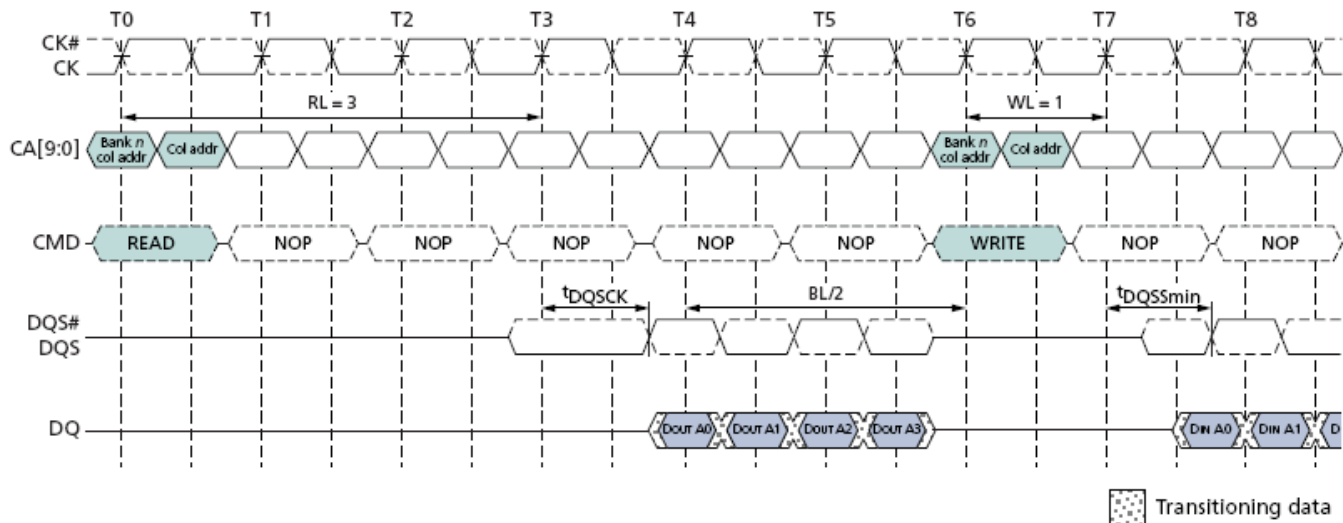 T0 T1 T2 T3 T4 T5 T6 T7 T8
CK#
CK
RL = 3
WL = 1
CA[9:0]
Bank n
col addr
Col addr
Bank n
col addr
Col addr
CMD
READ NOP NOP NOP NOP NOP WRITE NOP NOP
tDQSCK
BL/2
tDQSSmin
DQS#
DQS
DQ
DOUT A0 DOUT A1 DOUT A2 DOUT A3 DIN A0 DIN A1 D
Transitioning data